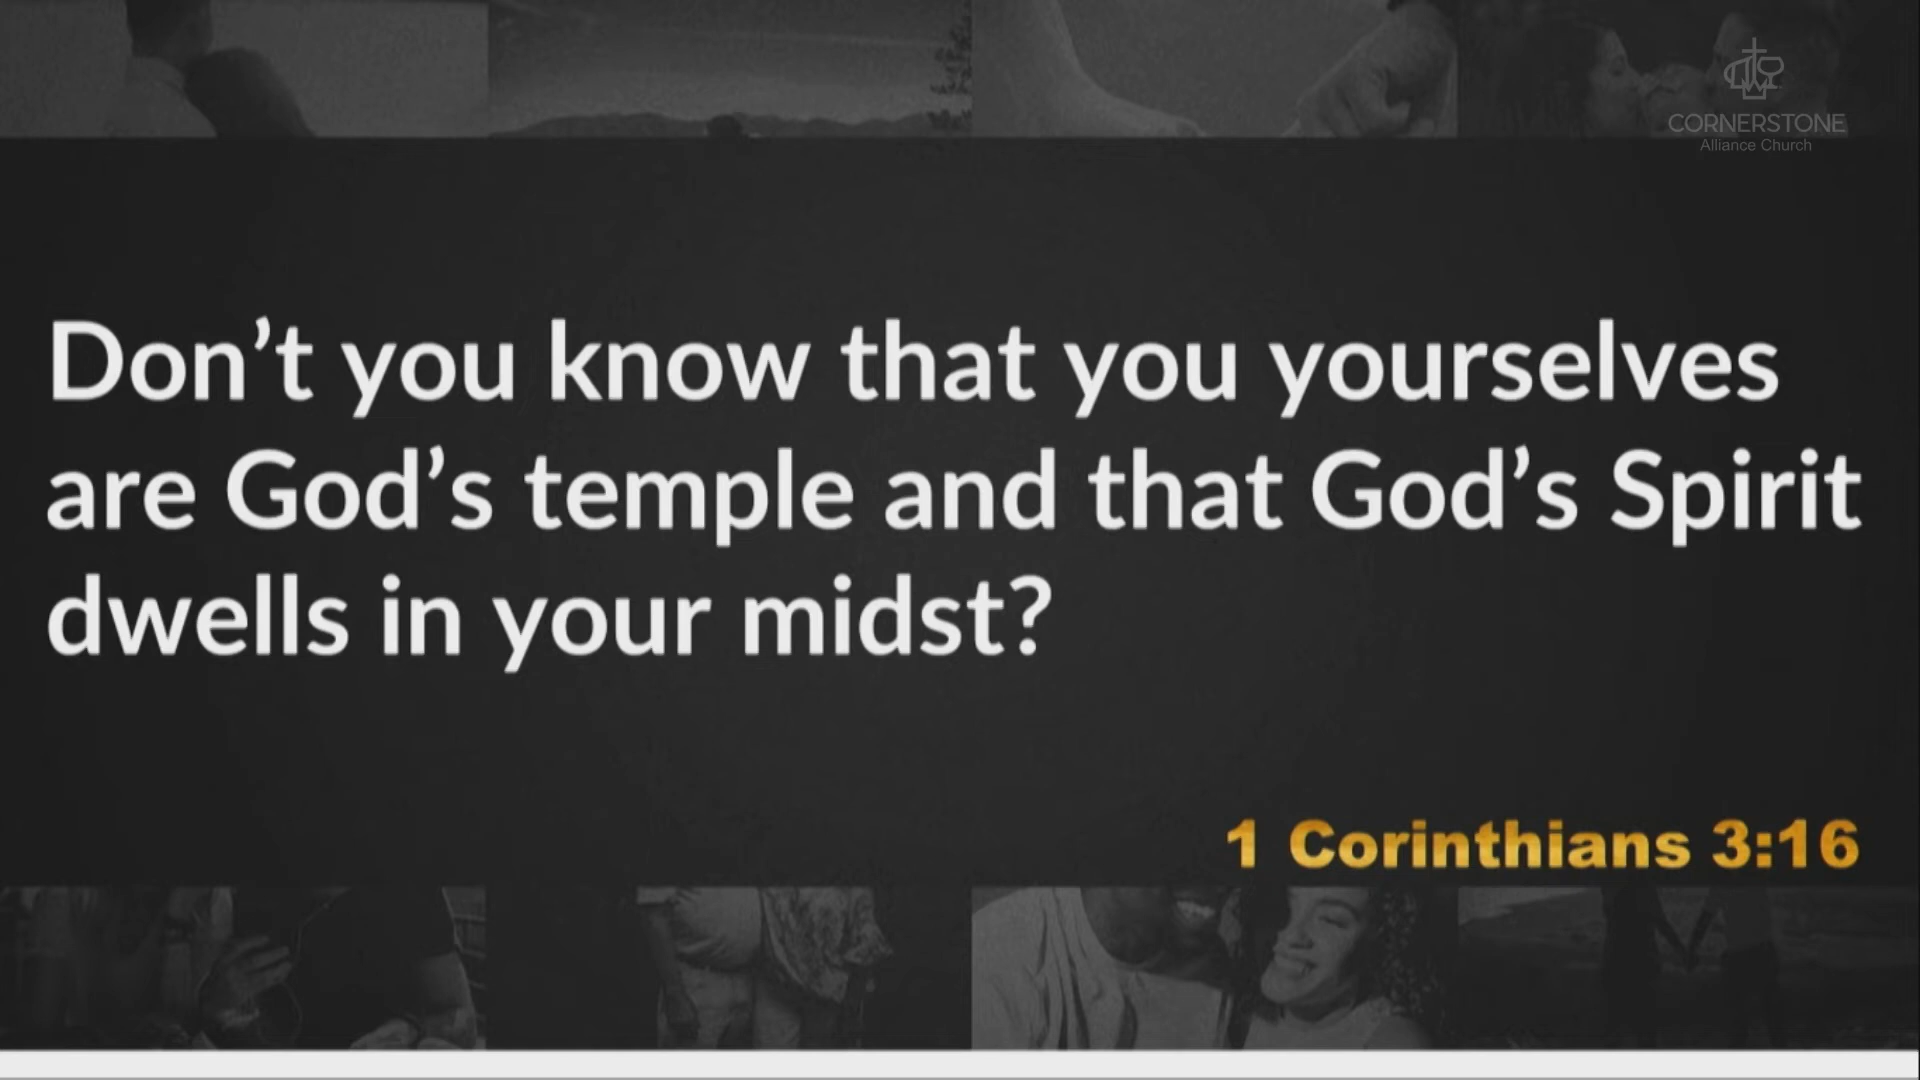 CORNERSTONE
Alliance Church
Don’t you know that you yourselves
are God’s temple and that God’s Spirit
dwells in your midst?
1 Corinthians 3:16